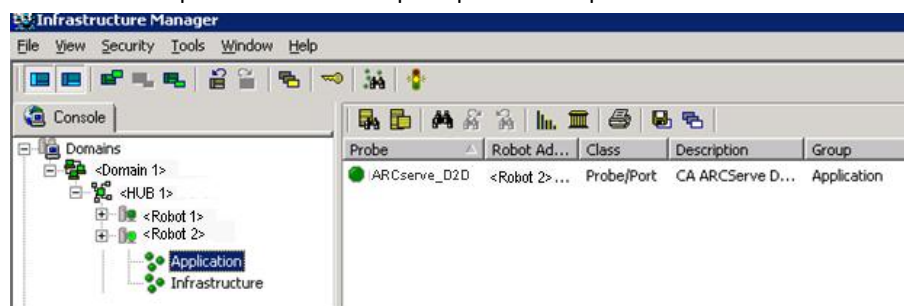 Infrastructure Manager
File View Security Tools Window Help
Console
Domains
<Domain 1>
<HUB 1>
<Robot 1>
<Robot 2>
Application
Infrastructure
Probe Robot Ad... Class Description Group
ARCserve_D2D <Robot 2>... Probe/Port CA ARCServe D... Application